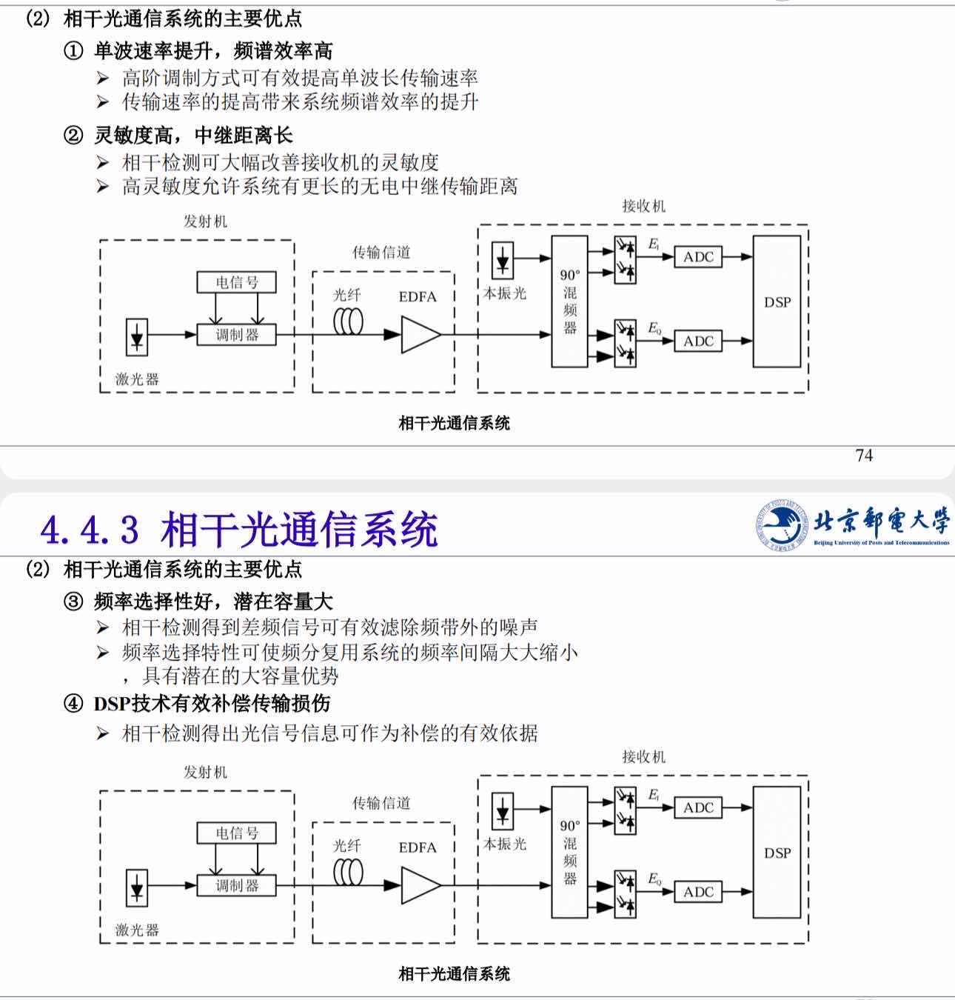 (2) 相干光通信系统的主要优点
① 单波速率提升，频谱效率高
➢ 高阶调制方式可有效提高单波长传输速率
➢ 传输速率的提高带来系统频谱效率的提升
② 灵敏度高，中继距离长
➢ 相干检测可大幅改善接收机的灵敏度
➢ 高灵敏度允许系统有更长的无电中继传输距离
发射机
电信号
调制器
激光器
传输信道
光纤
EDFA
接收机
本振光
90°
混
频
器
EI
ADC
EQ
ADC
DSP
相干光通信系统
74
4.4.3 相干光通信系统
北京邮电大学
Beijing University of Posts and Telecommunications
(2) 相干光通信系统的主要优点
③ 频率选择性好，潜在容量大
➢ 相干检测得到差频信号可有效滤除频带外的噪声
➢ 频率选择特性可使频分复用系统的频率间隔大大缩小
，具有潜在的大容量优势
④ DSP技术有效补偿传输损伤
➢ 相干检测得出光信号信息可作为补偿的有效依据
发射机
电信号
调制器
激光器
传输信道
光纤
EDFA
接收机
本振光
90°
混
频
器
EI
ADC
EQ
ADC
DSP
相干光通信系统